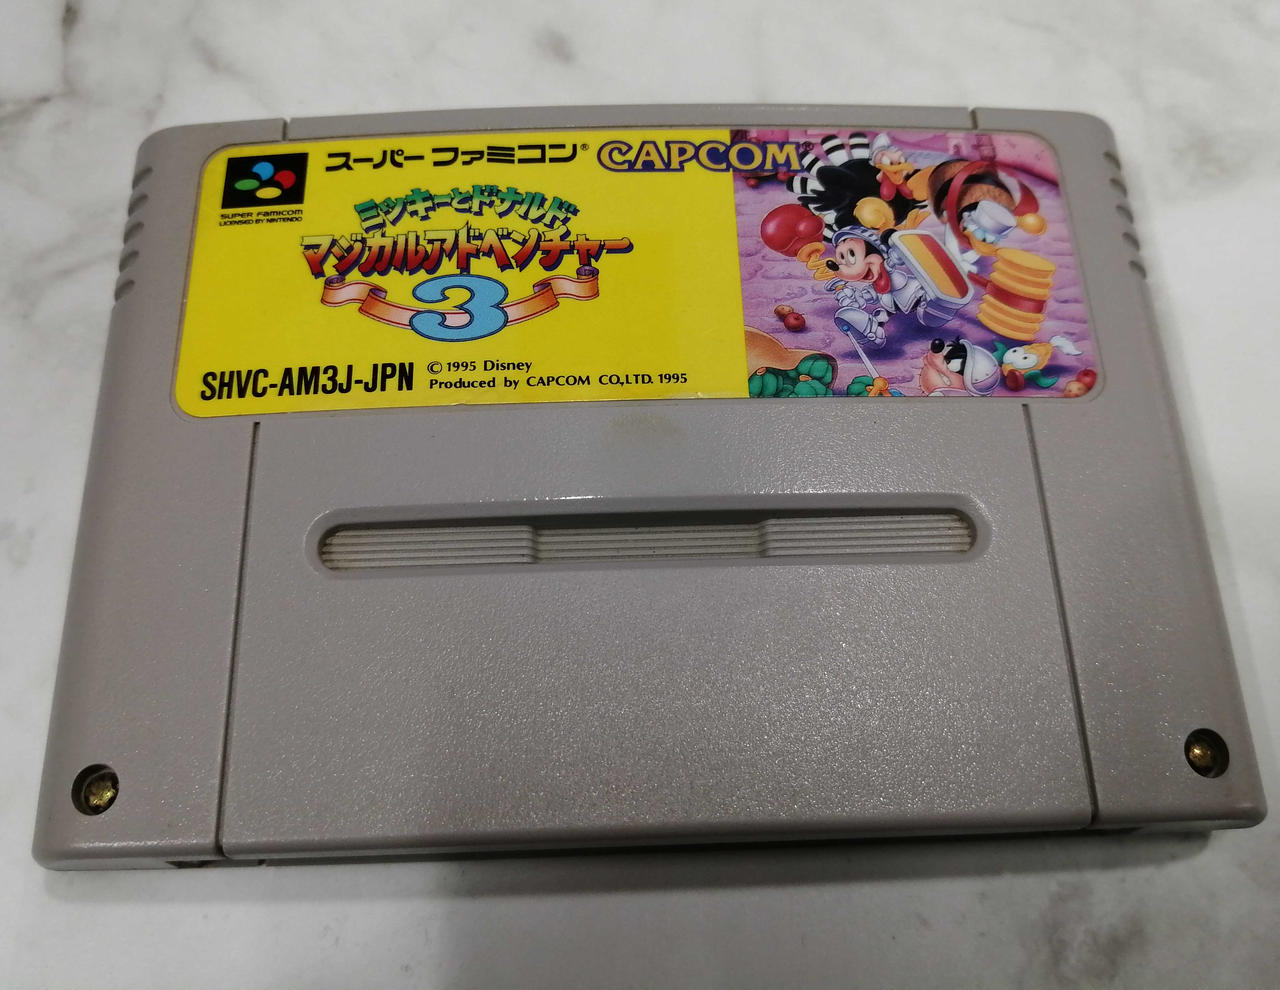 スーパーファミコン® CAPCOM®
SUPER FAMICOM
LICENSED BY NINTENDO
ミッキーとドナルド
マジカルアドベンチャー
3
SHVC-AM3J-JPN
© 1995 Disney
Produced by CAPCOM CO.,LTD. 1995